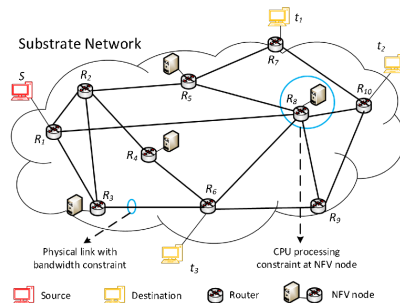 t1
Substrate Network
t2
R7
S
R2
R5
R8
R10
R1
R4
R3
R6
R9
Physical link with
bandwidth constraint
t3
CPU processing
constraint at NFV node
Source
Destination
Router
NFV node